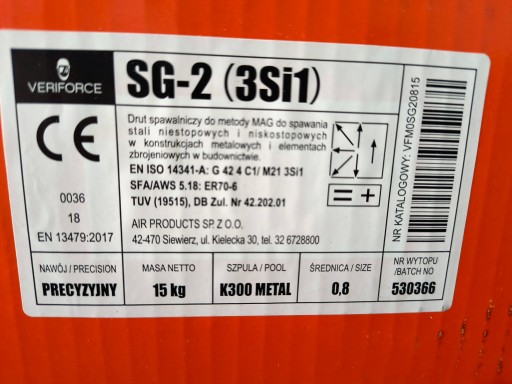 VERIFORCE
SG-2 (3Si1)
Drut spawalniczy do metody MAG do spawania
stali niestopowych i niskostopowych
w konstrukcjach metalowych i elementach
zbrojeniowych w budownictwie.
EN ISO 14341-A: G 42 4 C1/ M21 3Si1
SFA/AWS 5.18: ER70-6
TUV (19515), DB Zul. Nr 42.202.01
AIR PRODUCTS SP. Z O.O.
42-470 Siewierz, ul. Kielecka 30, tel. 32 6728800
CE
0036
18
EN 13479:2017
= +
NR KATALOGOWY: VFM0SG20815
NAWÓJ / PRECISION
PRECYZYJNY
MASA NETTO
15 kg
SZPULA / POOL
K300 METAL
ŚREDNICA / SIZE
0,8
NR WYTOPU
/BATCH NO
530366